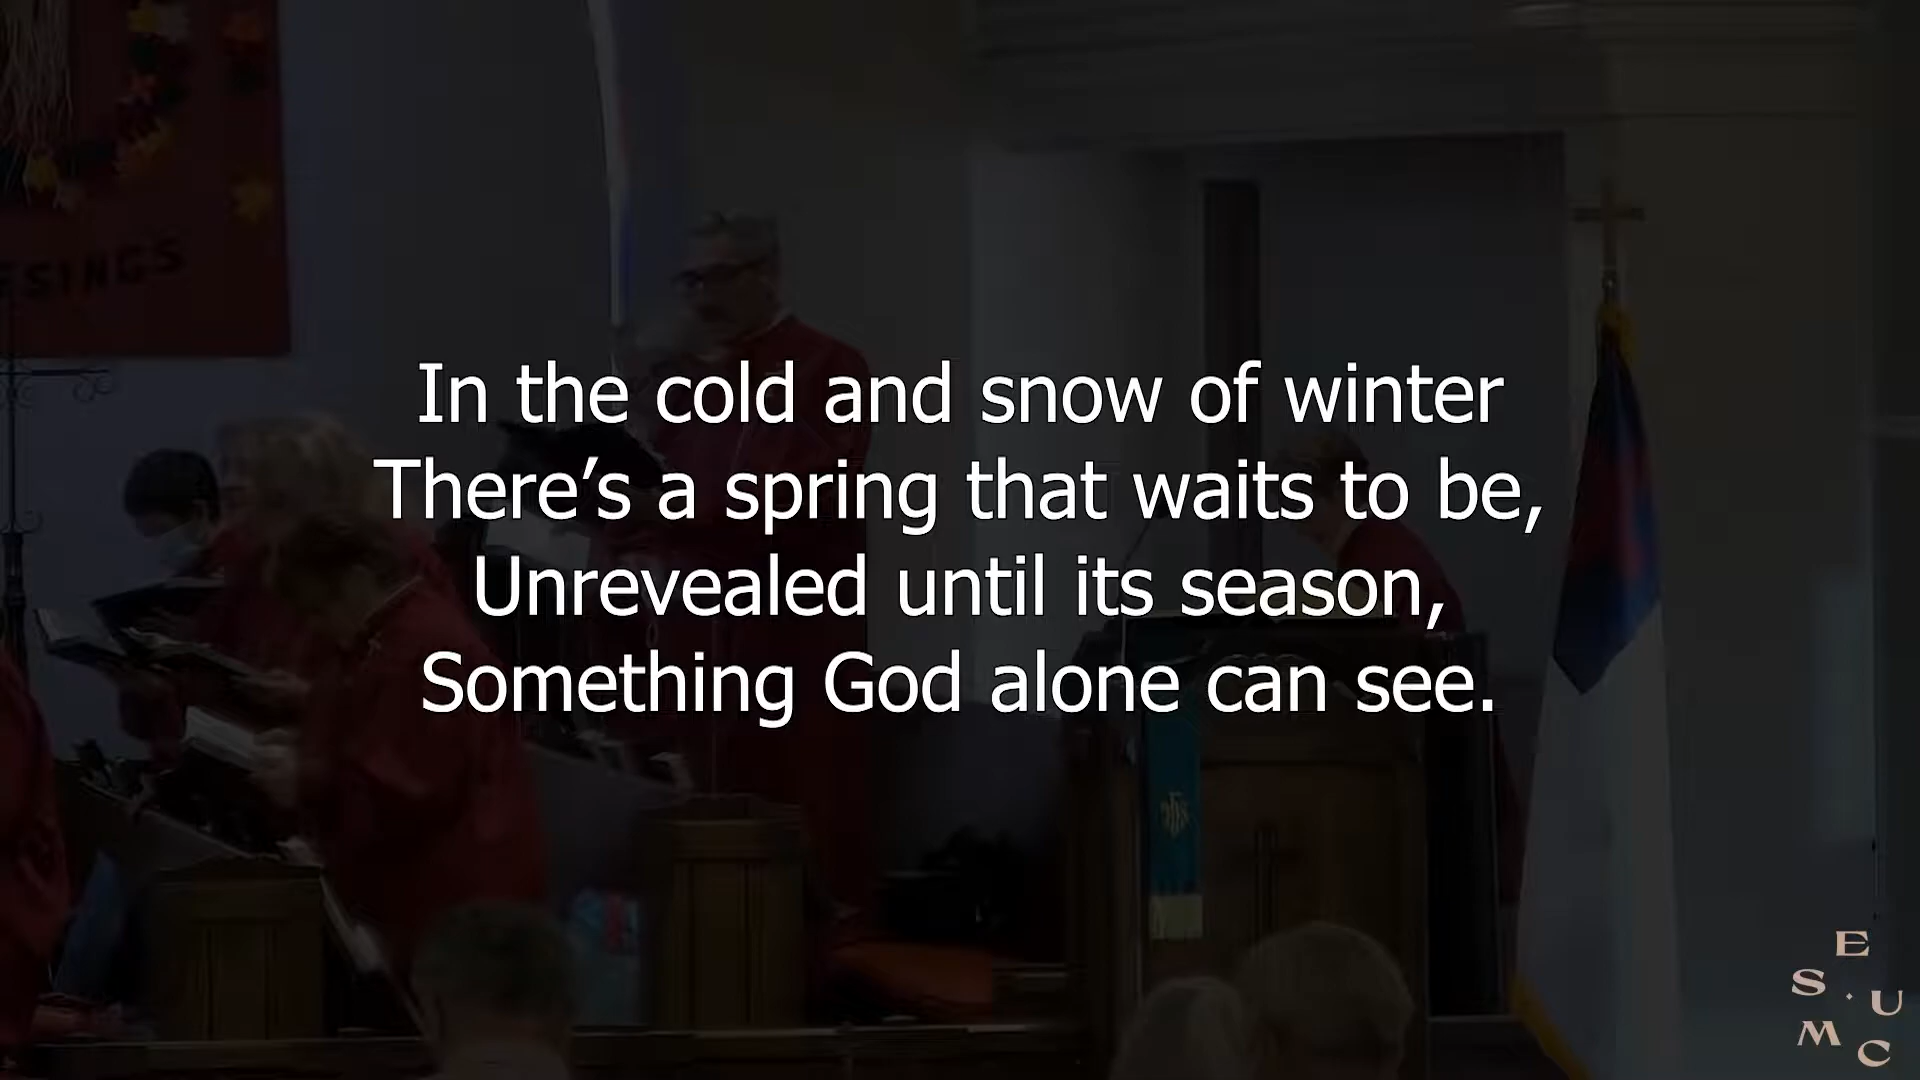 ESINGS
In the cold and snow of winter
There’s a spring that waits to be,
Unrevealed until its season,
Something God alone can see.
E
S · U
M C